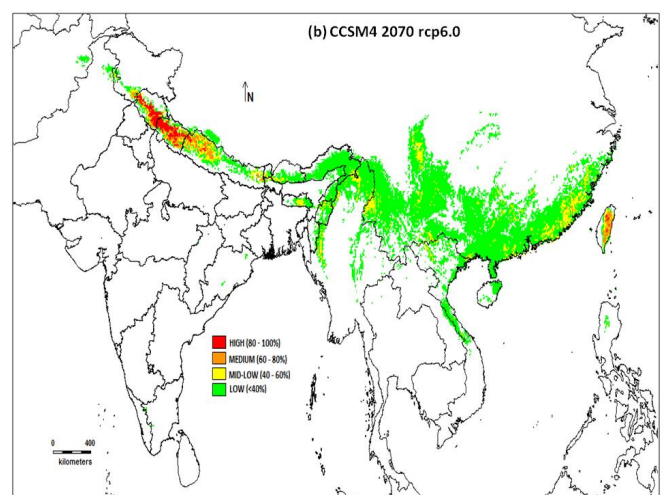 (b) CCSM4 2070 rcp6.0
N
HIGH (80 - 100%)
MEDIUM (60 - 80%)
MID-LOW (40 - 60%)
LOW (<40%)
0 400
kilometers